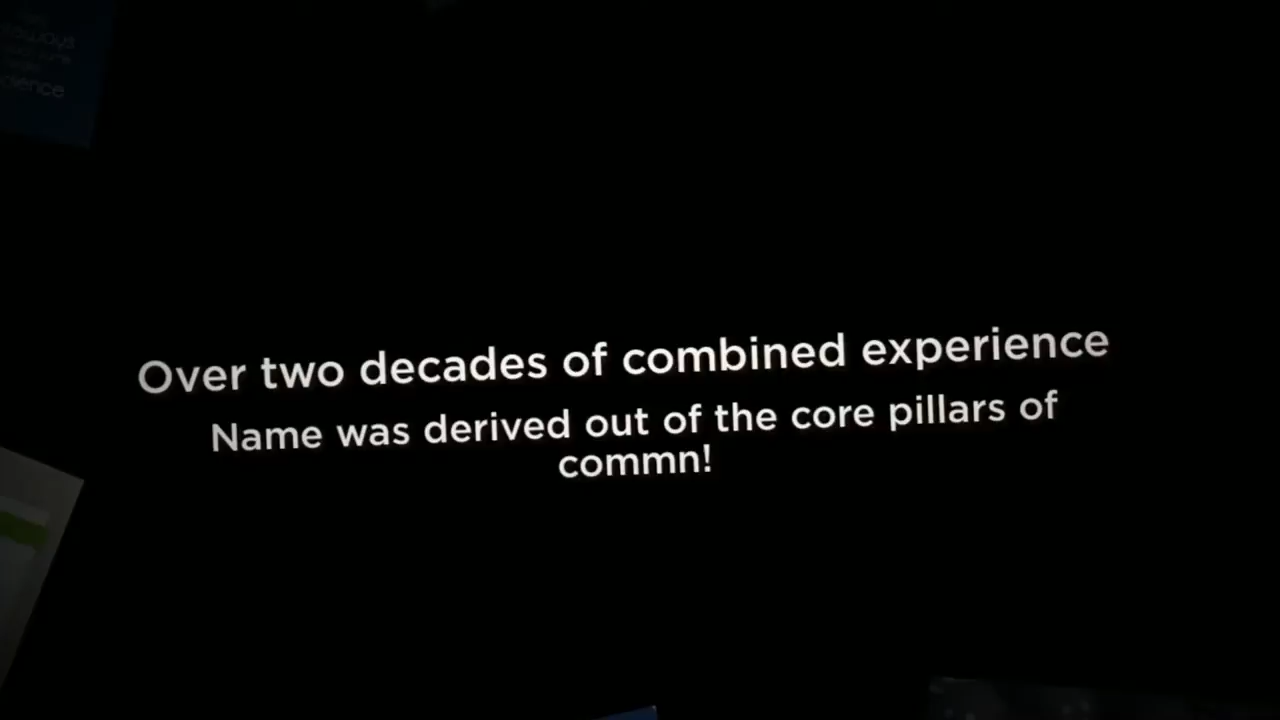 Over two decades of combined experience
Name was derived out of the core pillars of
commn!